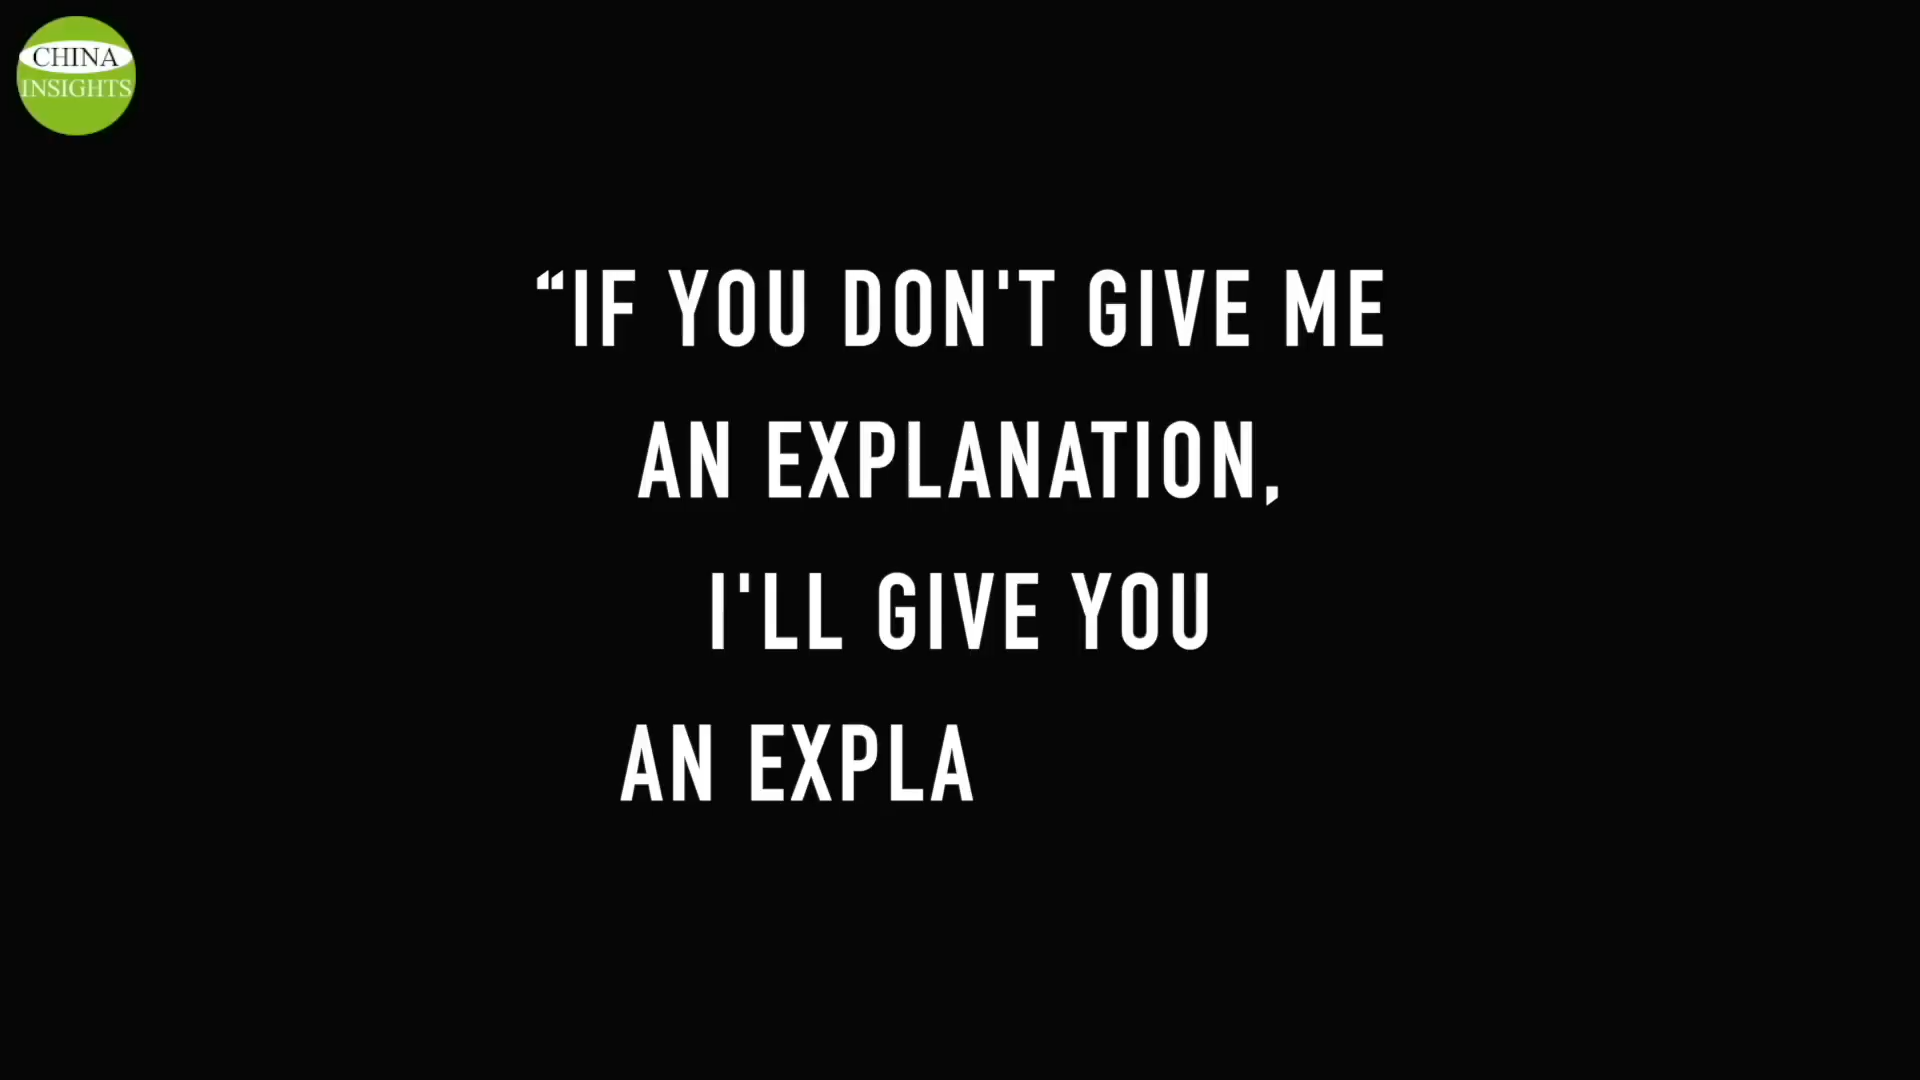 CHINA
INSIGHTS
“IF YOU DON'T GIVE ME
AN EXPLANATION,
I'LL GIVE YOU
AN EXPLA